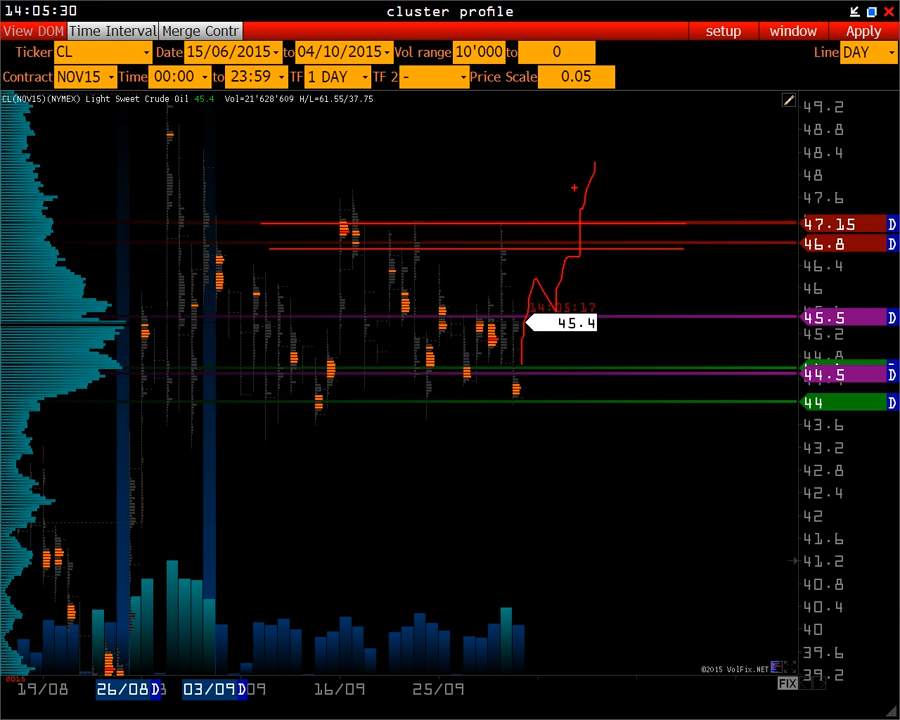 14:05:30 cluster profile
View DOM Time Interval Merge Contr setup window Apply
Ticker CL Date 15/06/2015 to 04/10/2015 Vol range 10'000 to 0 Line DAY
Contract NOV15 Time 00:00 to 23:59 TF 1 DAY TF 2 - Price Scale 0.05
CL(NOV15)(NYMEX) Light Sweet Crude Oil 45.4 Vol=21'628'609 H/L=61.55/37.75
49.2
48.8
48.4
48
47.6
47.15 D
46.8 D
46.4
46
14:05:17
45.5 D
45.4
45.2
44.8
44.5 D
44 D
43.6
43.2
42.8
42.4
42
41.6
41.2
40.8
40.4
40
39.6
©2015 VolFix.NET
39.2
2015
19/08 26/08 D 03/09 D 09 16/09 25/09 FIX